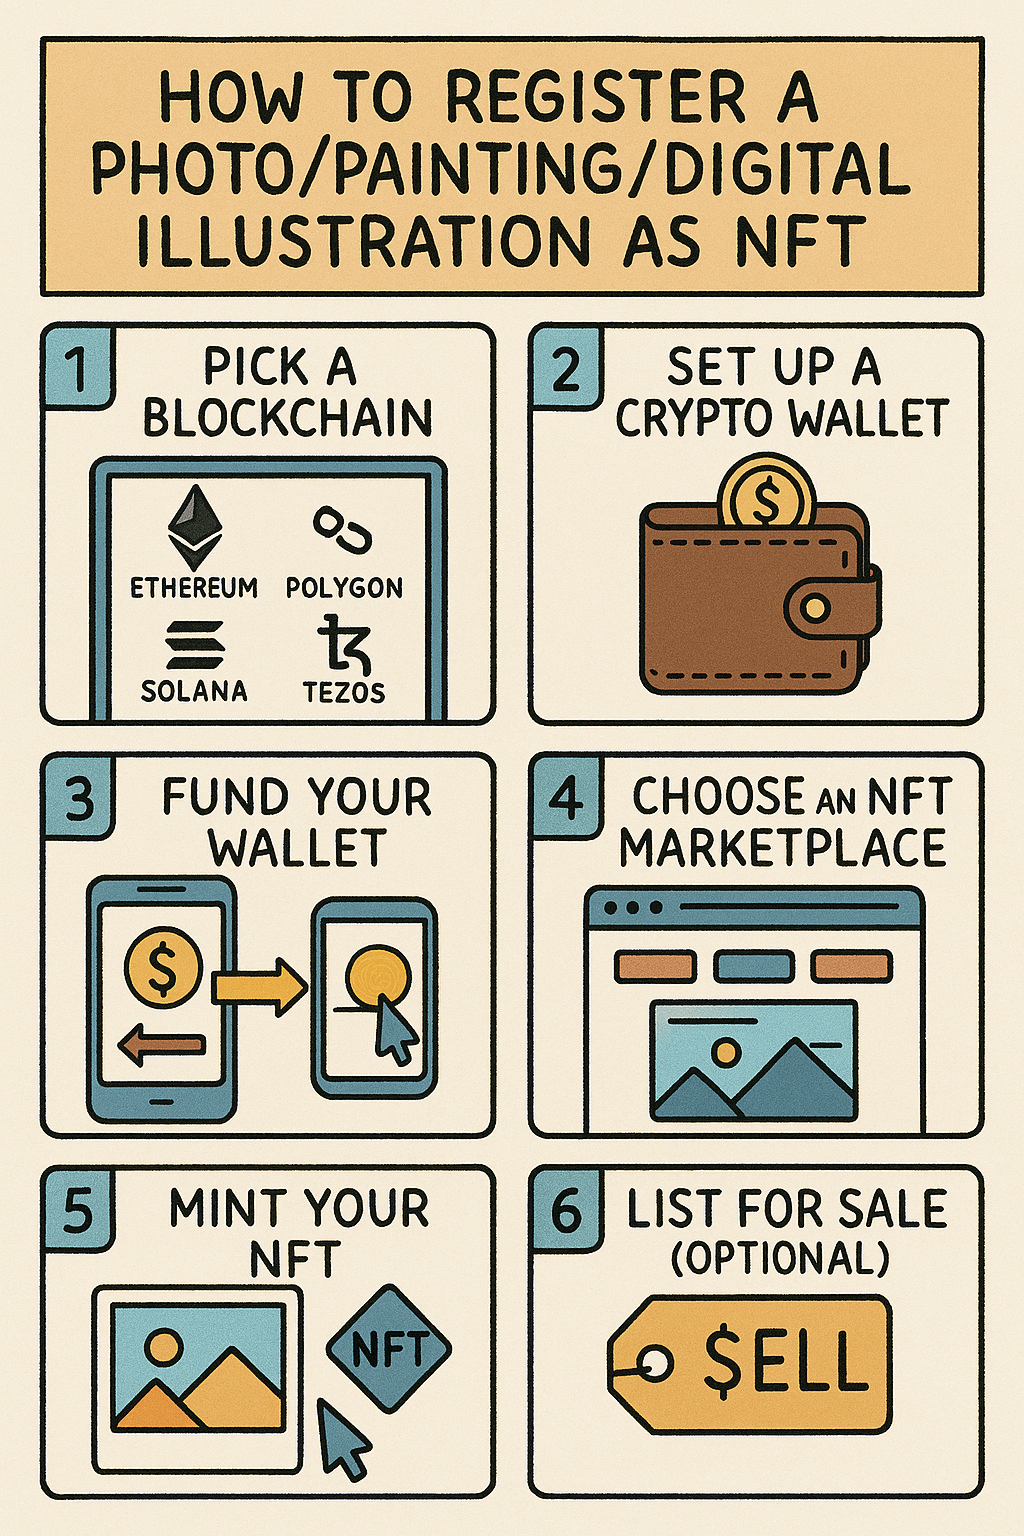 HOW TO REGISTER A
PHOTO/PAINTING/DIGITAL
ILLUSTRATION AS NFT
1
PICK A
BLOCKCHAIN
ETHEREUM POLYGON
SOLANA TEZOS
2
SET UP A
CRYPTO WALLET
$
3
FUND YOUR
WALLET
$
4
CHOOSE AN NFT
MARKETPLACE
5
MINT YOUR
NFT
NFT
6
LIST FOR SALE
(OPTIONAL)
$ELL